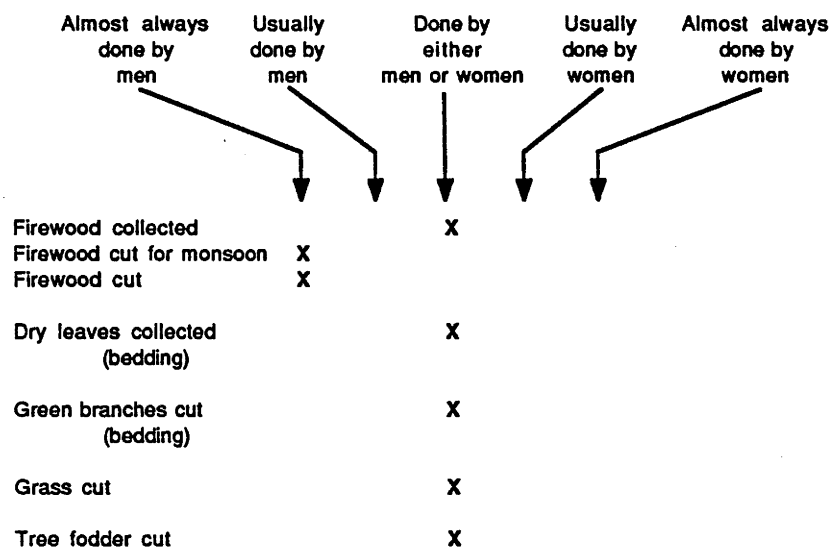 Almost always Usually Done by Usually Almost always
done by done by either done by done by
men men men or women women women
Firewood collected X
Firewood cut for monsoon X
Firewood cut X
Dry leaves collected X
(bedding)
Green branches cut X
(bedding)
Grass cut X
Tree fodder cut X